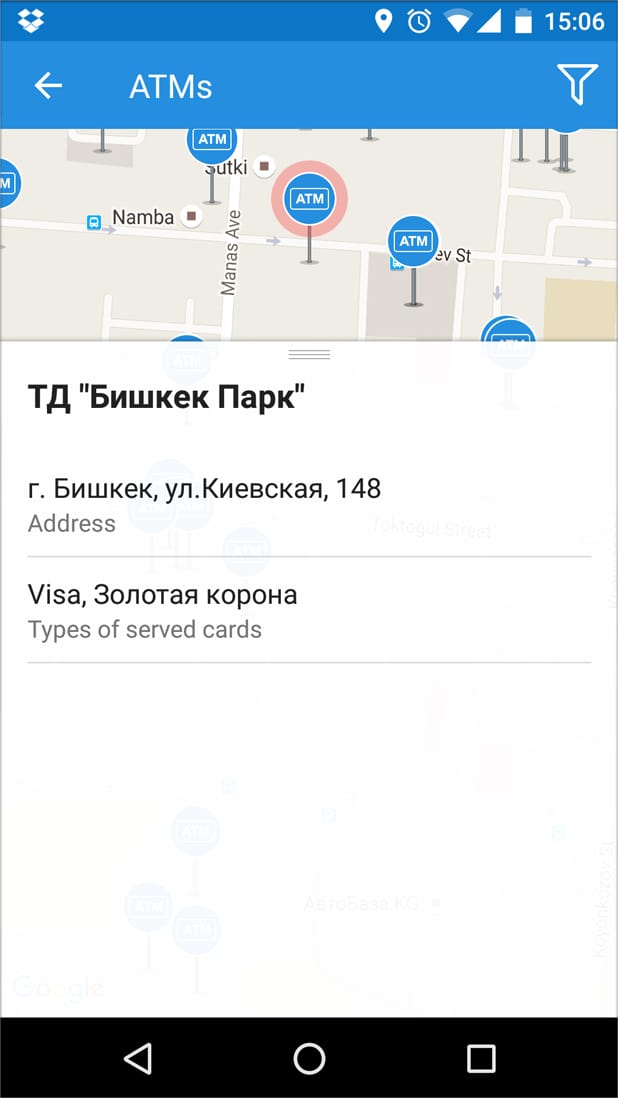 15:06
ATMs
ATM
Sutki
ATM
Namba
Manas Ave
ATM
ev St
ATM
ATM
ТД "Бишкек Парк"
г. Бишкек, ул.Киевская, 148
Address
Toktogul Street
ATM
Visa, Золотая корона
Types of served cards
ATM
ATM
АвтоБазв.KG
ATM
Koyonkozov St
Google